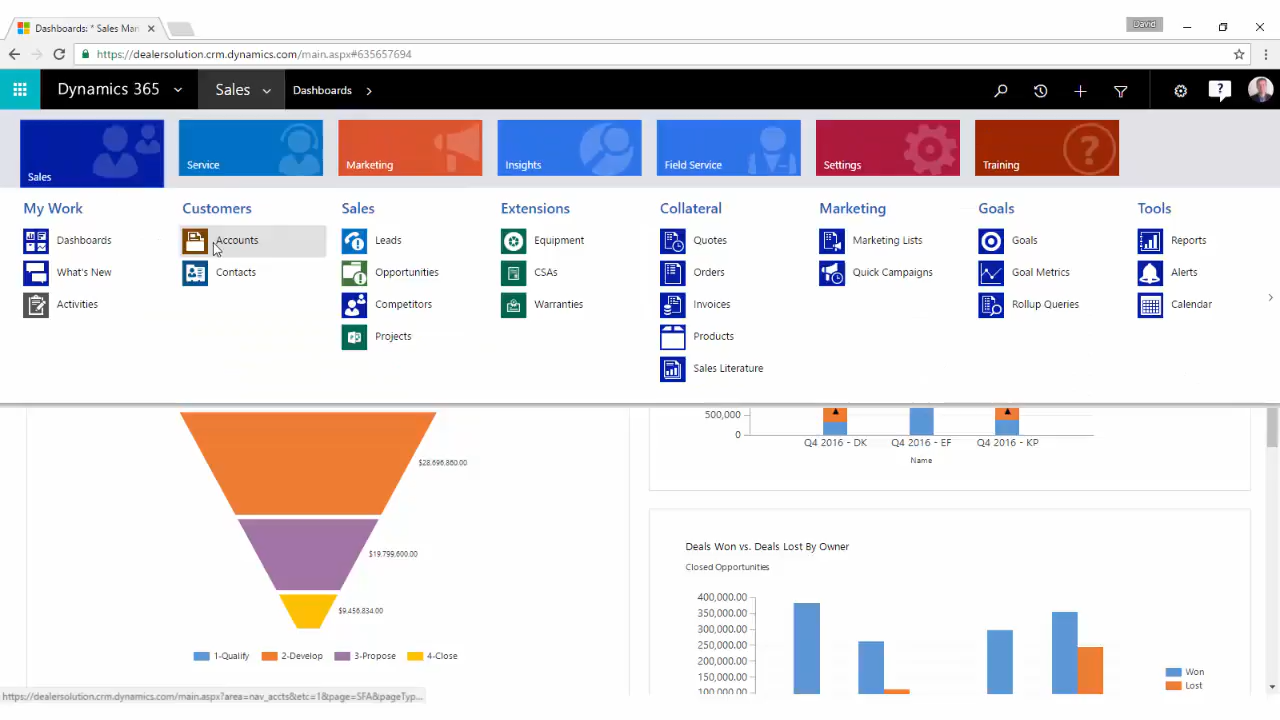 Dashboards: * Sales Mar
David
https://dealersolution.crm.dynamics.com/main.aspx#635657694
Dynamics 365
Sales
Dashboards
Sales
Service
Marketing
Insights
Field Service
Settings
Training
My Work
Dashboards
What's New
Activities
Customers
Accounts
Contacts
Sales
Leads
Opportunities
Competitors
Projects
Extensions
Equipment
CSAs
Warranties
Collateral
Quotes
Orders
Invoices
Products
Sales Literature
Marketing
Marketing Lists
Quick Campaigns
Goals
Goals
Goal Metrics
Rollup Queries
Tools
Reports
Alerts
Calendar
$28,696,860.00
$19,799,600.00
$9,456,834.00
1-Qualify
2-Develop
3-Propose
4-Close
500,000
0
Q4 2016 - DK
Q4 2016 - EF
Q4 2016 - KP
Name
Deals Won vs. Deals Lost By Owner
Closed Opportunities
400,000.00
350,000.00
300,000.00
250,000.00
200,000.00
150,000.00
100,000.00
Won
Lost
https://dealersolution.crm.dynamics.com/main.aspx?area=nav_accts&etc=1&page=SFA&pageTyp...